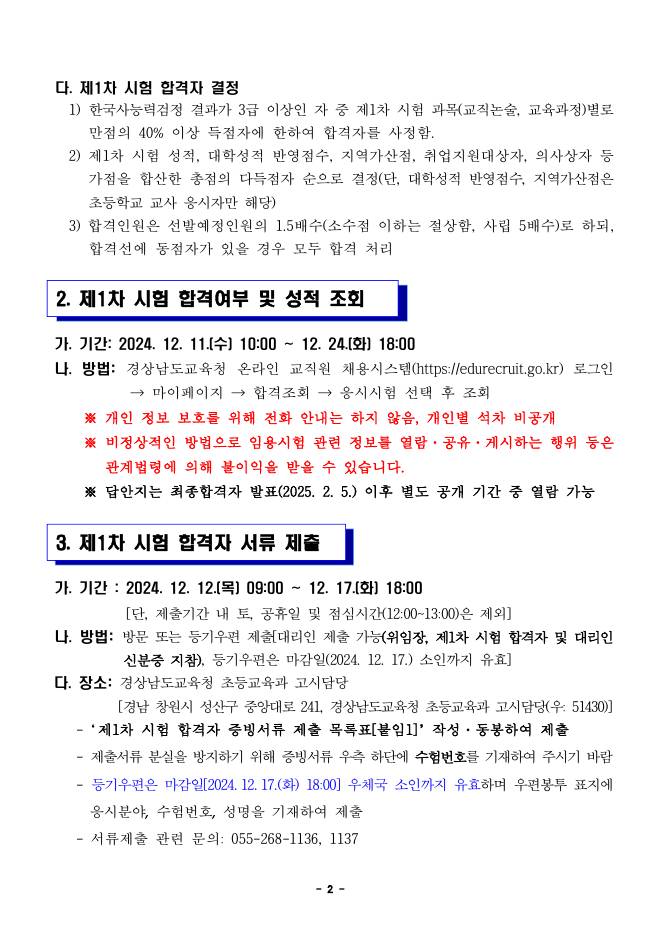 다. 제1차 시험 합격자 결정
1) 한국사능력검정 결과가 3급 이상인 자 중 제1차 시험 과목(교직논술, 교육과정)별로
만점의 40% 이상 득점자에 한하여 합격자를 사정함.
2) 제1차 시험 성적, 대학성적 반영점수, 지역가산점, 취업지원대상자, 의사상자 등
가점을 합산한 총점의 다득점자 순으로 결정(단, 대학성적 반영점수, 지역가산점은
초등학교 교사 응시자만 해당)
3) 합격인원은 선발예정인원의 1.5배수(소수점 이하는 절상함, 사립 5배수)로 하되,
합격선에 동점자가 있을 경우 모두 합격 처리
2. 제1차 시험 합격여부 및 성적 조회
가. 기간: 2024. 12. 11.(수) 10:00 ~ 12. 24.(화) 18:00
나. 방법: 경상남도교육청 온라인 교직원 채용시스템(https://edurecruit.go.kr) 로그인
→ 마이페이지 → 합격조회 → 응시시험 선택 후 조회
※ 개인 정보 보호를 위해 전화 안내는 하지 않음, 개인별 석차 비공개
※ 비정상적인 방법으로 임용시험 관련 정보를 열람·공유·게시하는 행위 등은
관계법령에 의해 불이익을 받을 수 있습니다.
※ 답안지는 최종합격자 발표(2025. 2. 5.) 이후 별도 공개 기간 중 열람 가능
3. 제1차 시험 합격자 서류 제출
가. 기간 : 2024. 12. 12.(목) 09:00 ~ 12. 17.(화) 18:00
[단, 제출기간 내 토, 공휴일 및 점심시간(12:00~13:00)은 제외]
나. 방법: 방문 또는 등기우편 제출[대리인 제출 가능(위임장, 제1차 시험 합격자 및 대리인
신분증 지참), 등기우편은 마감일(2024. 12. 17.) 소인까지 유효]
다. 장소: 경상남도교육청 초등교육과 고시담당
[경남 창원시 성산구 중앙대로 241, 경상남도교육청 초등교육과 고시담당(우: 51430)]
- ‘제1차 시험 합격자 증빙서류 제출 목록표[붙임1]’ 작성·동봉하여 제출
- 제출서류 분실을 방지하기 위해 증빙서류 우측 하단에 수험번호를 기재하여 주시기 바람
- 등기우편은 마감일[2024. 12. 17.(화) 18:00] 우체국 소인까지 유효하며 우편봉투 표지에
응시분야, 수험번호, 성명을 기재하여 제출
- 서류제출 관련 문의: 055-268-1136, 1137
- 2 -